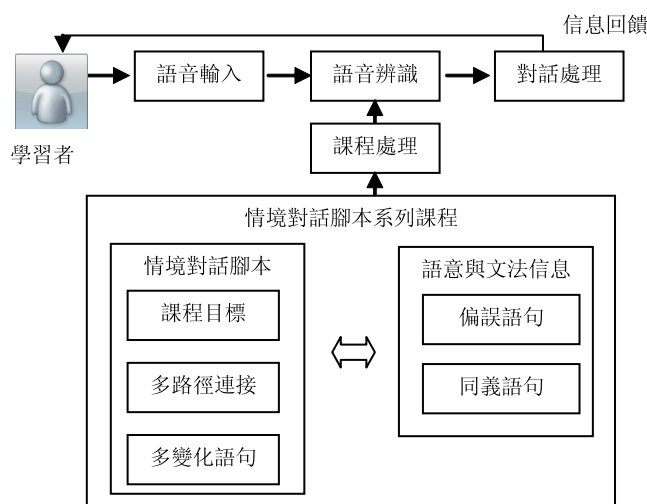 信息回饋
語音輸入
語音辨識
對話處理
學習者
課程處理
情境對話腳本系列課程
情境對話腳本
課程目標
多路徑連接
多變化語句
語意與文法信息
偏誤語句
同義語句